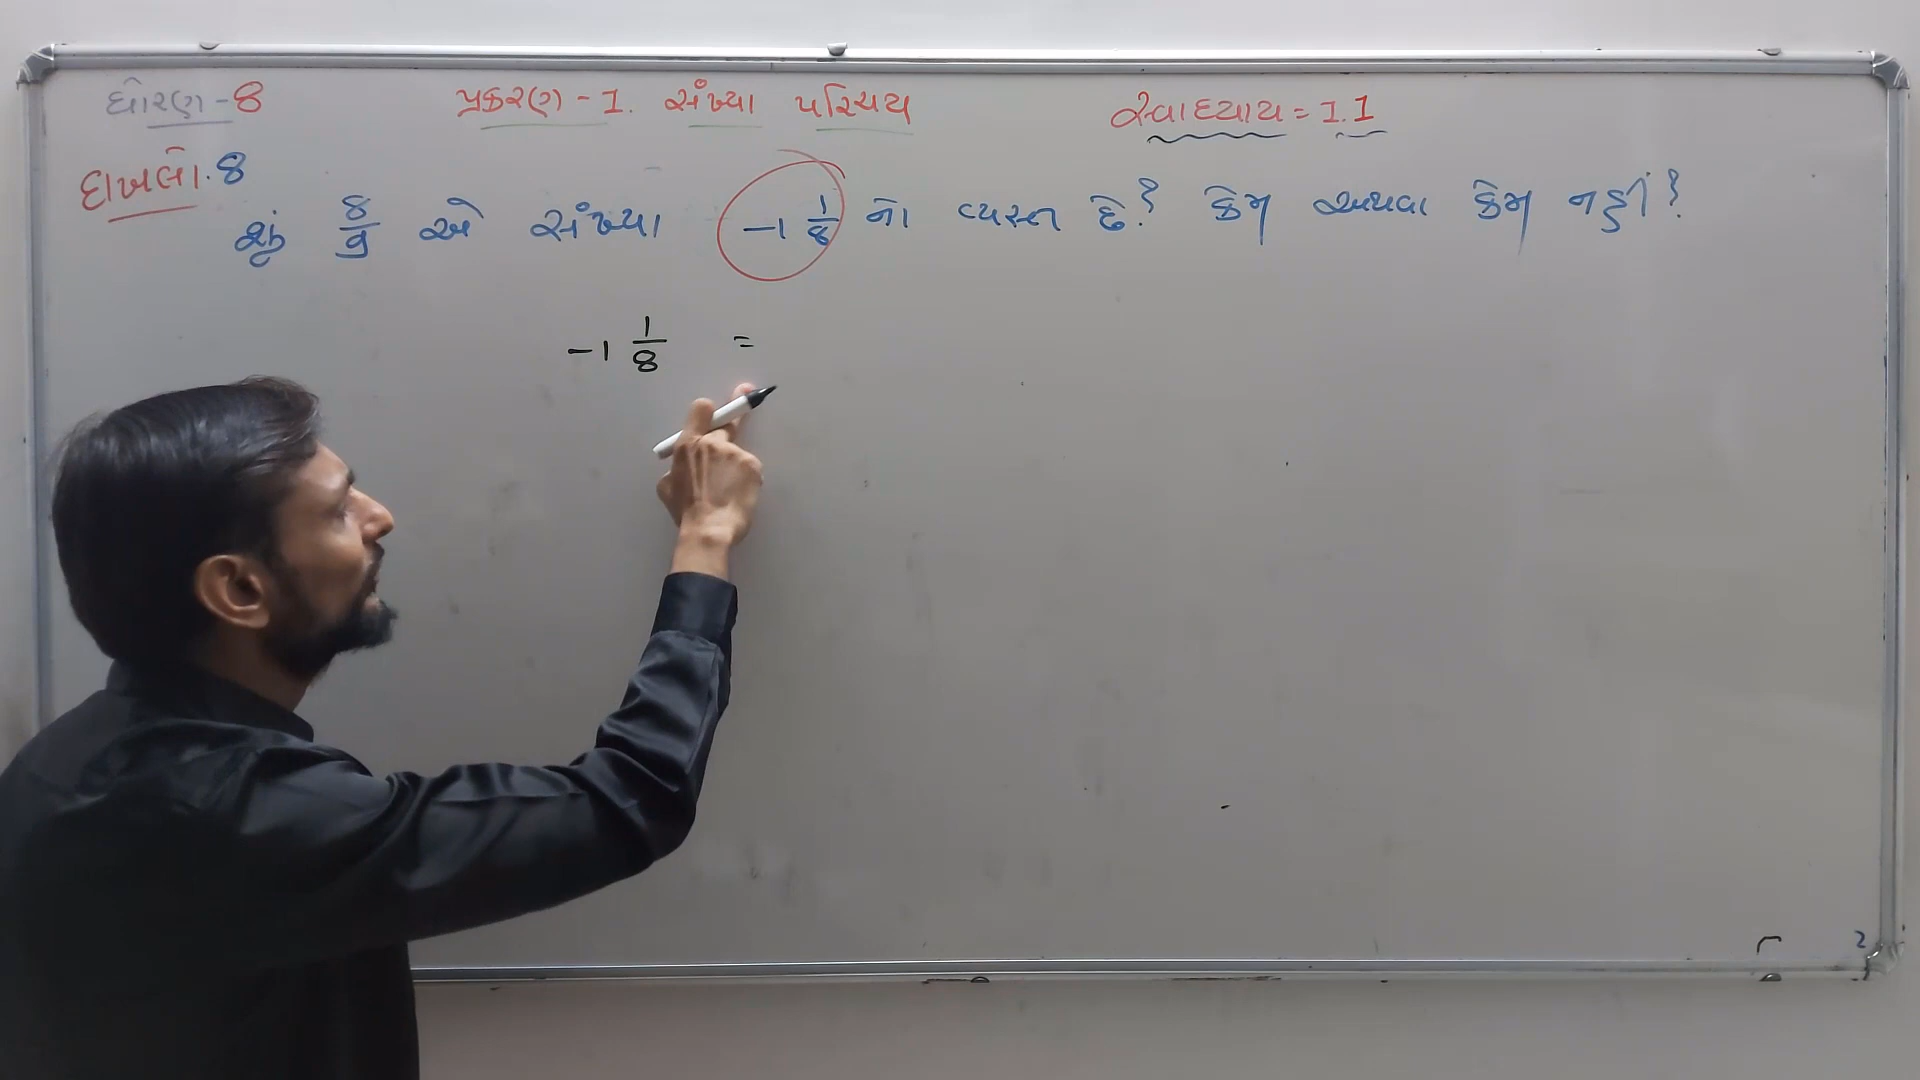 ધોરણ-8 પ્રકરણ-1. સંખ્યા પરિચય સ્વાધ્યાય = 1.1
દાખલો.8
શું 8/9 એ સંખ્યા -1 1/8 નો વ્યસ્ત છે? કેમ અથવા કેમ નહીં?
-1 1/8 =
2